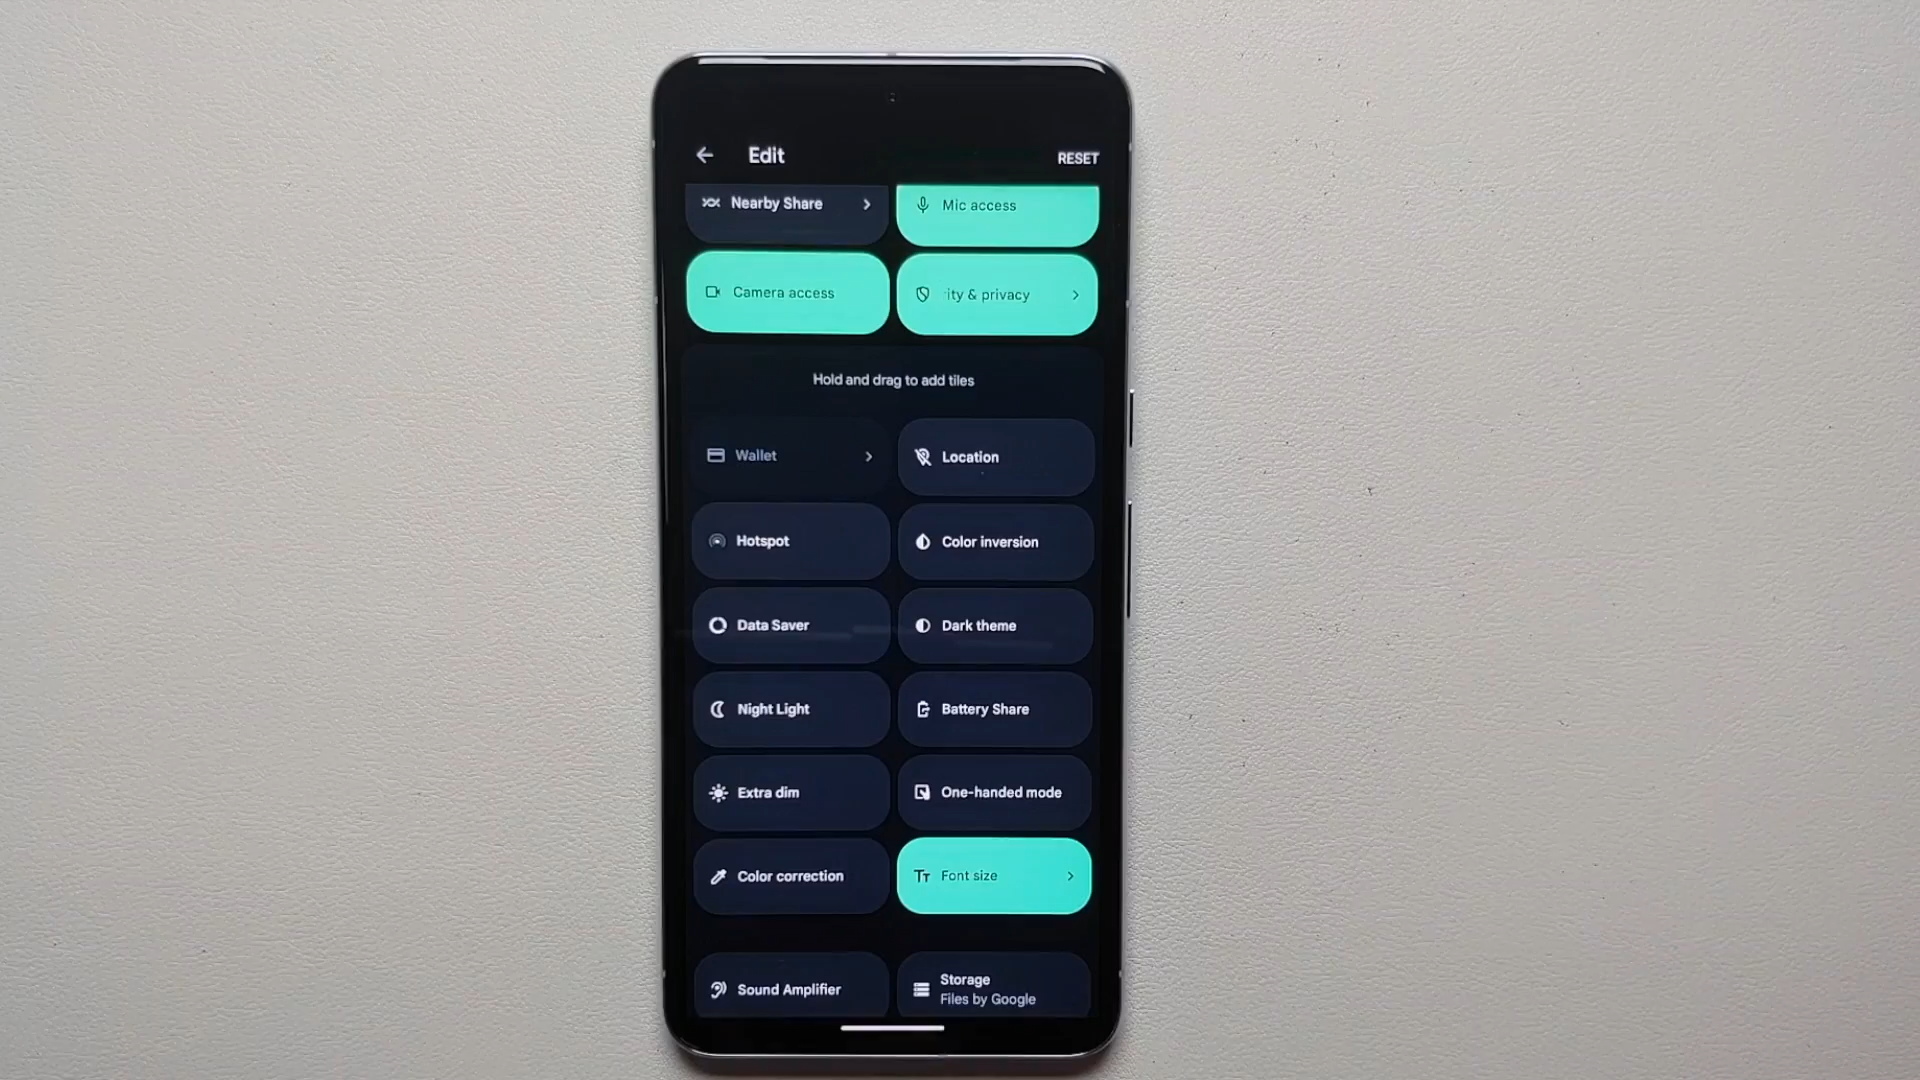 Edit
RESET
Nearby Share
Mic access
Camera access
ity & privacy
Hold and drag to add tiles
Wallet
Location
Hotspot
Color inversion
Data Saver
Dark theme
Night Light
Battery Share
Extra dim
One-handed mode
Color correction
Font size
Sound Amplifier
Storage
Files by Google